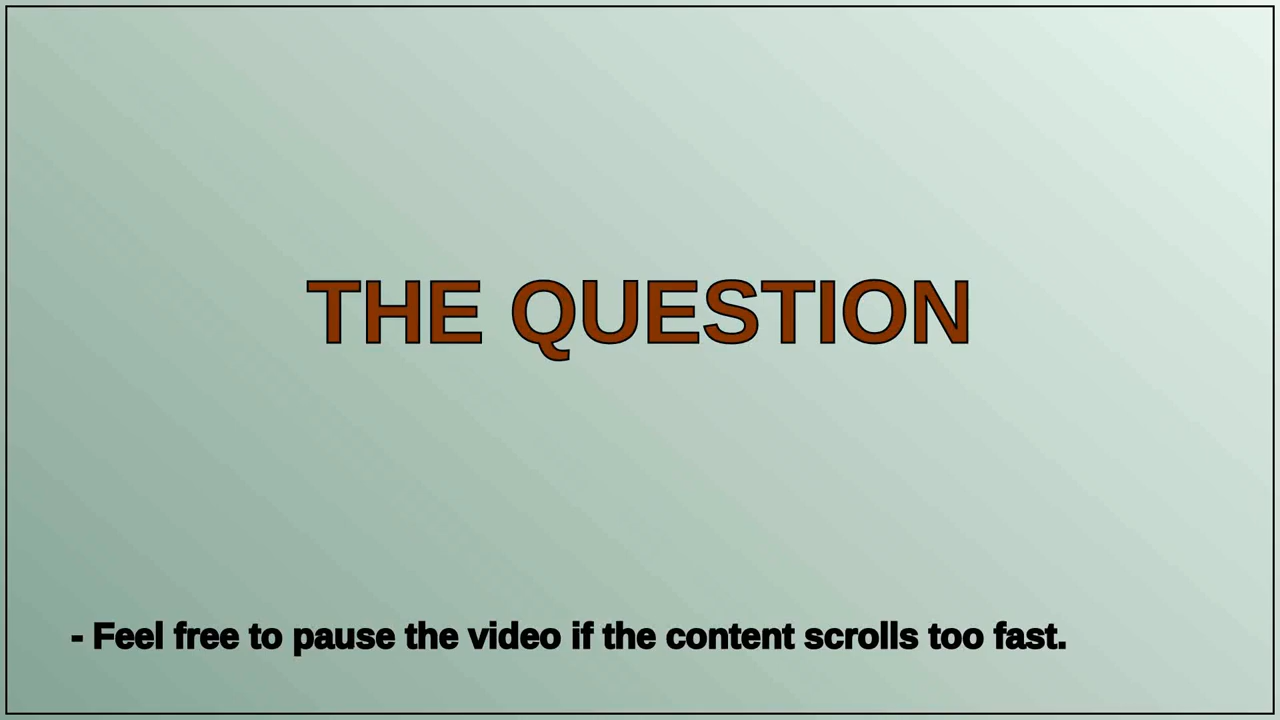 THE QUESTION
- Feel free to pause the video if the content scrolls too fast.